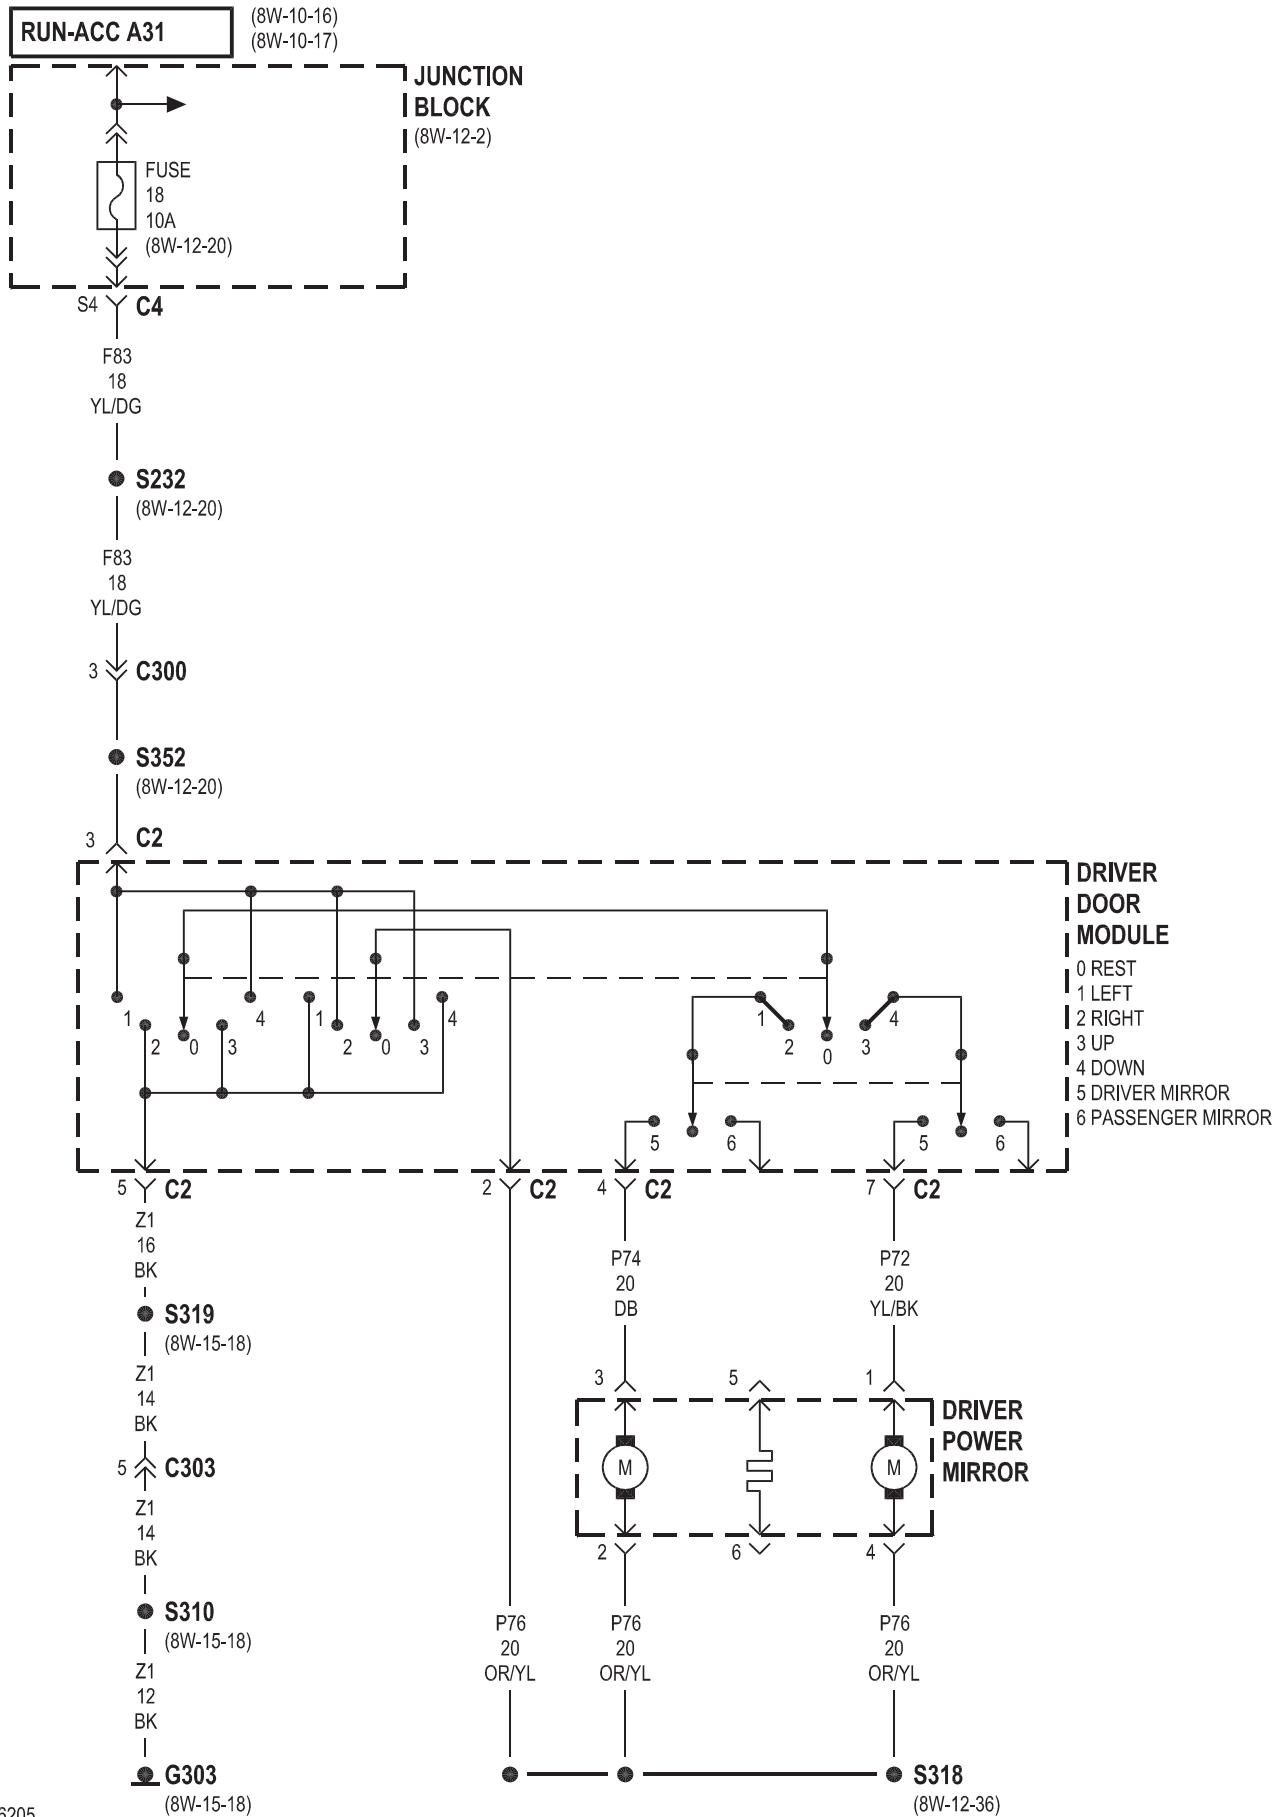 RUN-ACC A31
(8W-10-16)
(8W-10-17)
JUNCTION
BLOCK
(8W-12-2)
FUSE
18
10A
(8W-12-20)
S4 C4
F83
18
YL/DG
S232
(8W-12-20)
F83
18
YL/DG
3 C300
S352
(8W-12-20)
3 C2
DRIVER
DOOR
MODULE
0 REST
1 LEFT
2 RIGHT
3 UP
4 DOWN
5 DRIVER MIRROR
6 PASSENGER MIRROR
1 4 1 4 1 4
2 0 3 2 0 3 2 0 3
5 6 5 6
5 C2 2 C2 4 C2 7 C2
Z1
16
BK
P74
20
DB
P72
20
YL/BK
S319
(8W-15-18)
Z1
14
BK
3 5 1
DRIVER
POWER
MIRROR
M M
5 C303
Z1
14
BK
2 6 4
S310
(8W-15-18)
Z1
12
BK
P76
20
OR/YL
P76
20
OR/YL
P76
20
OR/YL
G303
(8W-15-18)
S318
(8W-12-36)